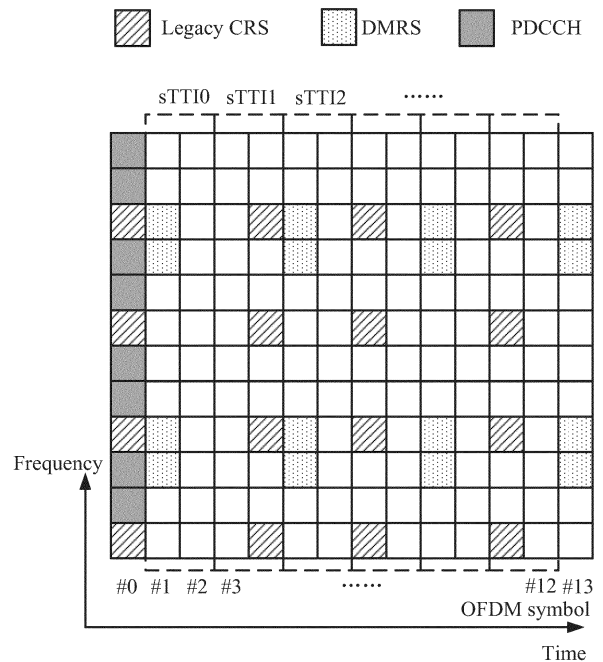 Legacy CRS DMRS PDCCH
sTTI0 sTTI1 sTTI2 ......
Frequency
#0 #1 #2 #3 ...... #12 #13
OFDM symbol
Time